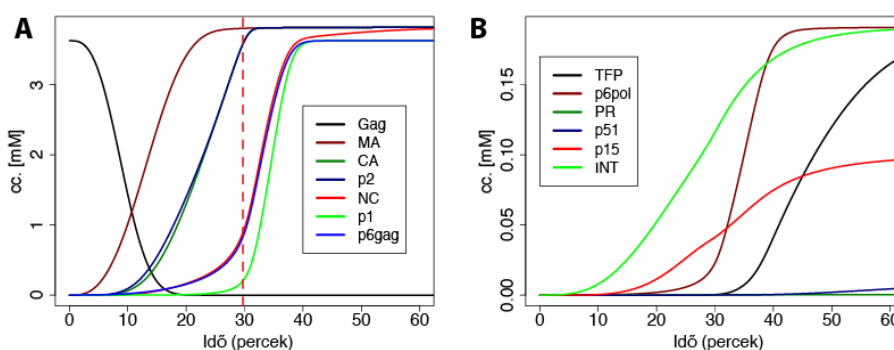 A
cc. [mM]
3
2
1
0
Gag
MA
CA
p2
NC
p1
p6gag
0 10 20 30 40 50 60
Idő (percek)
B
cc. [mM]
0.15
0.10
0.05
0.00
TFP
p6pol
PR
p51
p15
INT
0 10 20 30 40 50 60
Idő (percek)